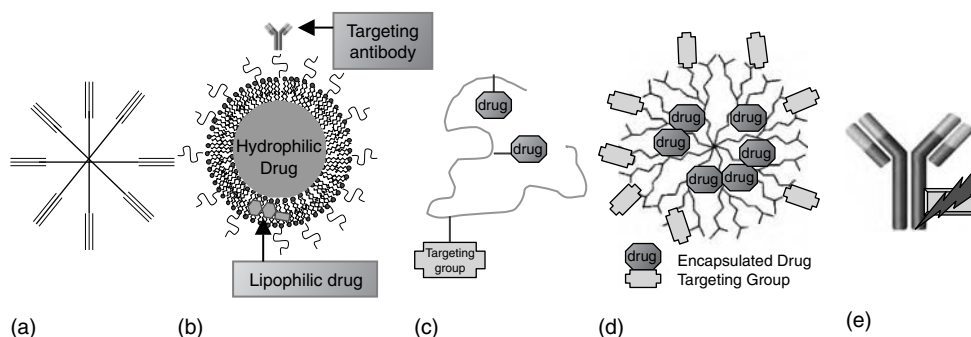 Targeting
antibody
Hydrophilic
Drug
Lipophilic drug
drug
drug
Targeting
group
drug
drug
drug
drug
drug
drug
drug Encapsulated Drug
Targeting Group
(a)
(b)
(c)
(d)
(e)